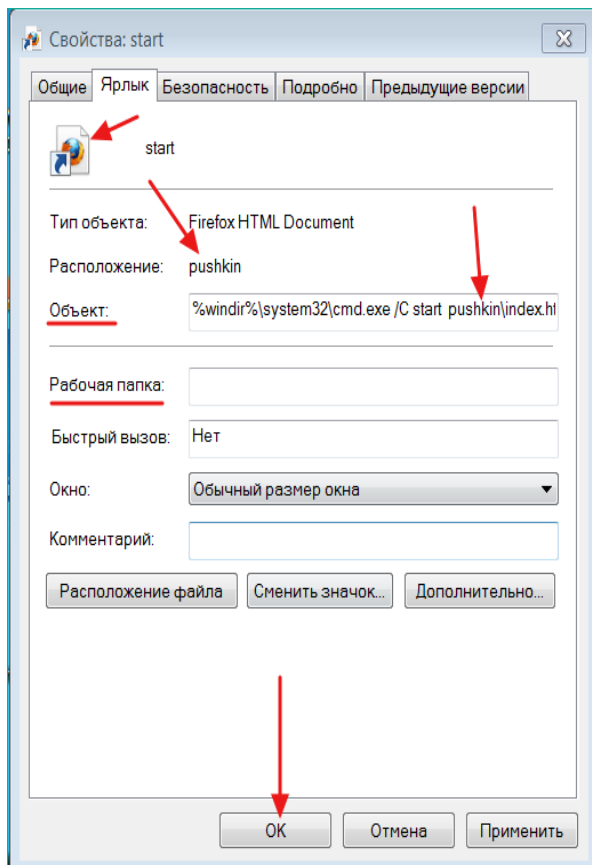 Свойства: start
Общие Ярлык Безопасность Подробно Предыдущие версии
start
Тип объекта: Firefox HTML Document
Расположение: pushkin
Объект: %windir%\system32\cmd.exe /C start pushkin\index.ht
Рабочая папка:
Быстрый вызов: Нет
Окно: Обычный размер окна
Комментарий:
Расположение файла Сменить значок... Дополнительно...
OK Отмена Применить